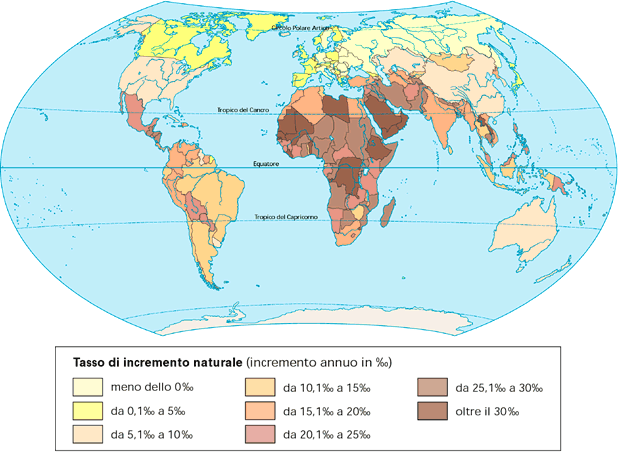 Circolo Polare Artico
Tropico del Cancro
Equatore
Tropico del Capricorno
Tasso di incremento naturale (incremento annuo in ‰)
meno dello 0‰
da 0,1‰ a 5‰
da 5,1‰ a 10‰
da 10,1‰ a 15‰
da 15,1‰ a 20‰
da 20,1‰ a 25‰
da 25,1‰ a 30‰
oltre il 30‰